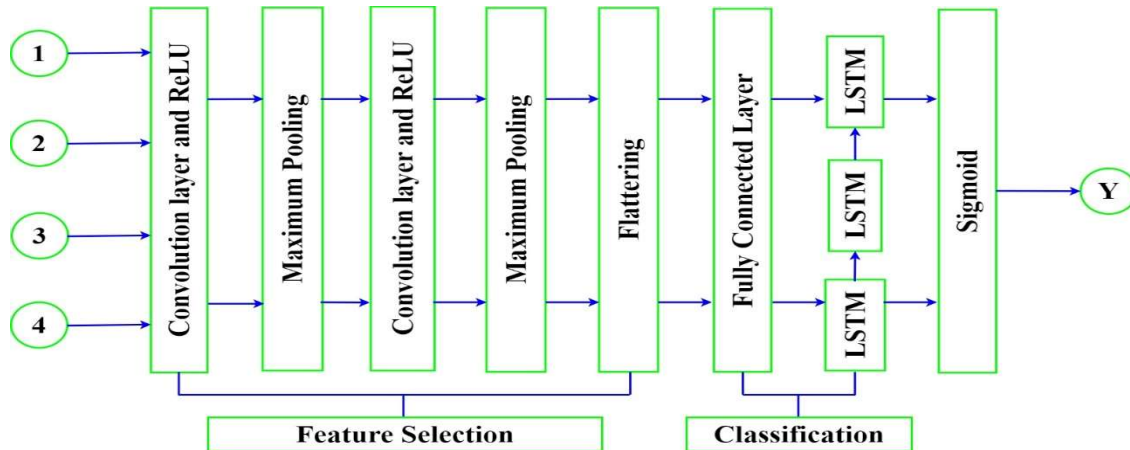 1
2
3
4
Convolution layer and ReLU
Maximum Pooling
Convolution layer and ReLU
Maximum Pooling
Flattering
Fully Connected Layer
LSTM
LSTM
LSTM
Sigmoid
Y
Feature Selection
Classification